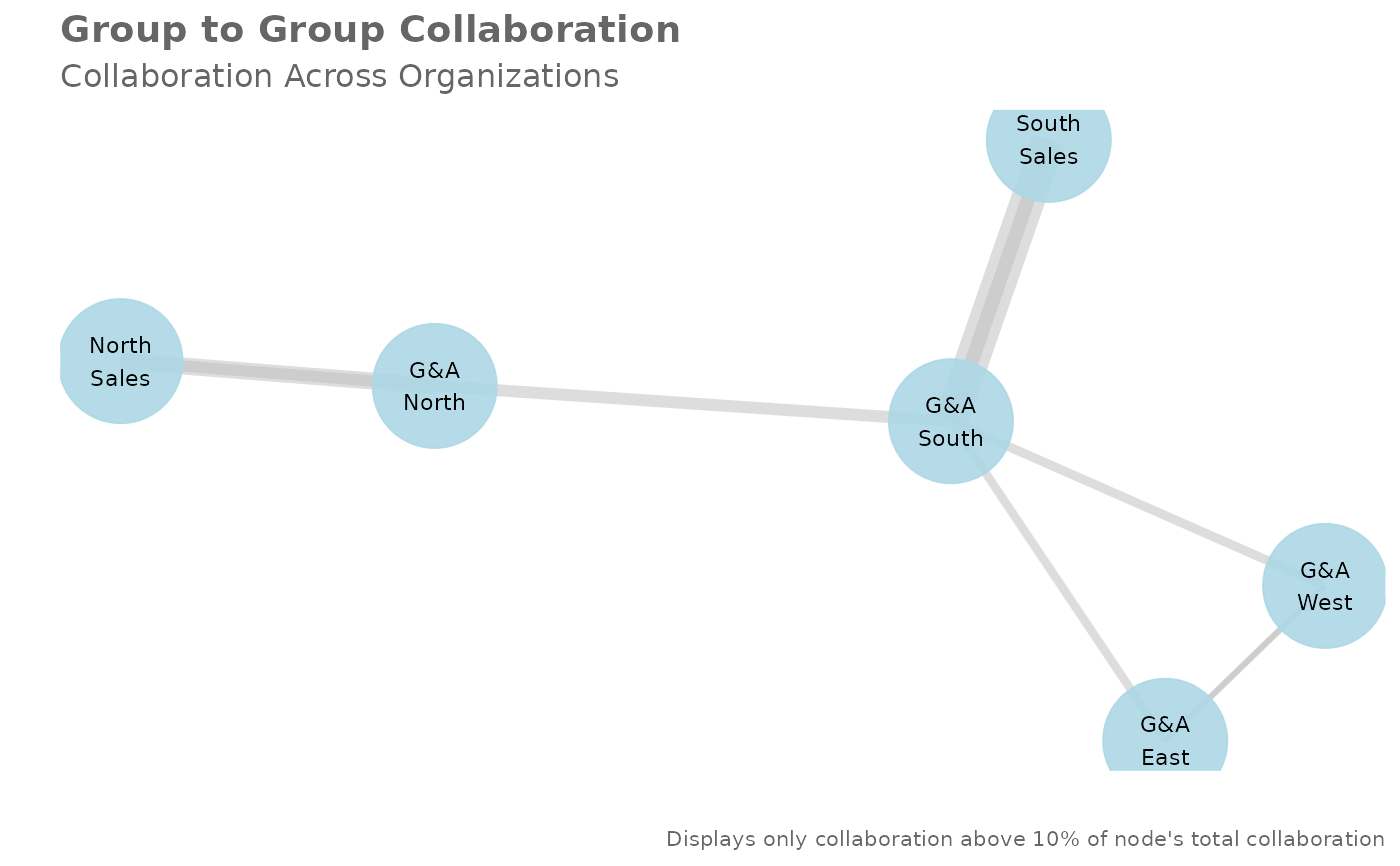 Group to Group Collaboration
Collaboration Across Organizations
South
Sales
North
Sales
G&A
North
G&A
South
G&A
West
G&A
East
Displays only collaboration above 10% of node's total collaboration